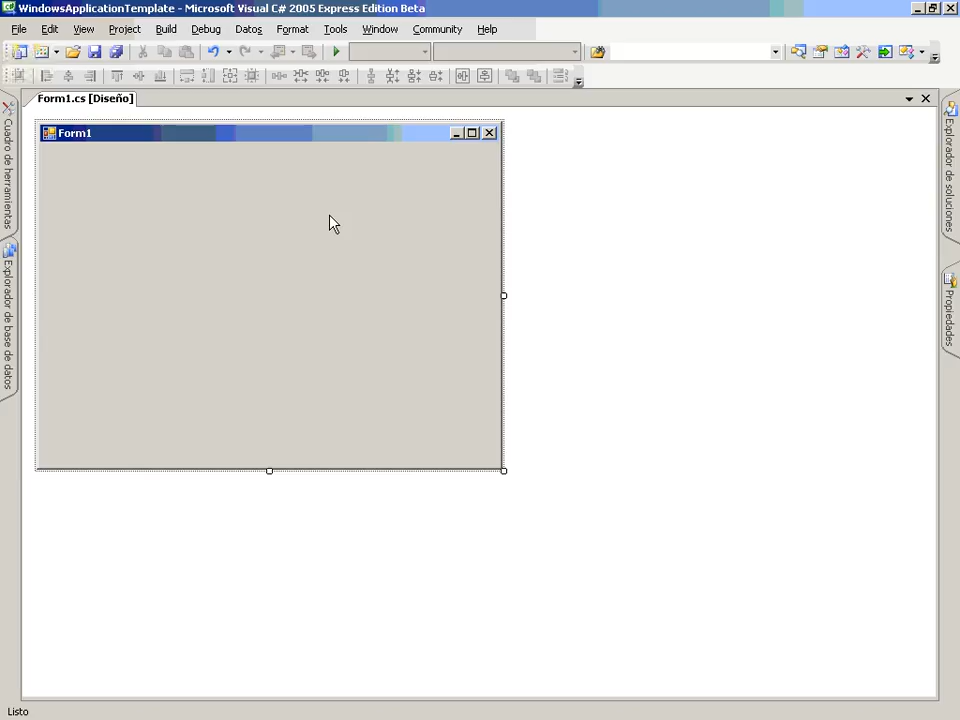 WindowsApplicationTemplate - Microsoft Visual C# 2005 Express Edition Beta
File Edit View Project Build Debug Datos Format Tools Window Community Help
Form1.cs [Diseño]
Form1
Cuadro de herramientas
Explorador de base de datos
Explorador de soluciones
Propiedades
Listo